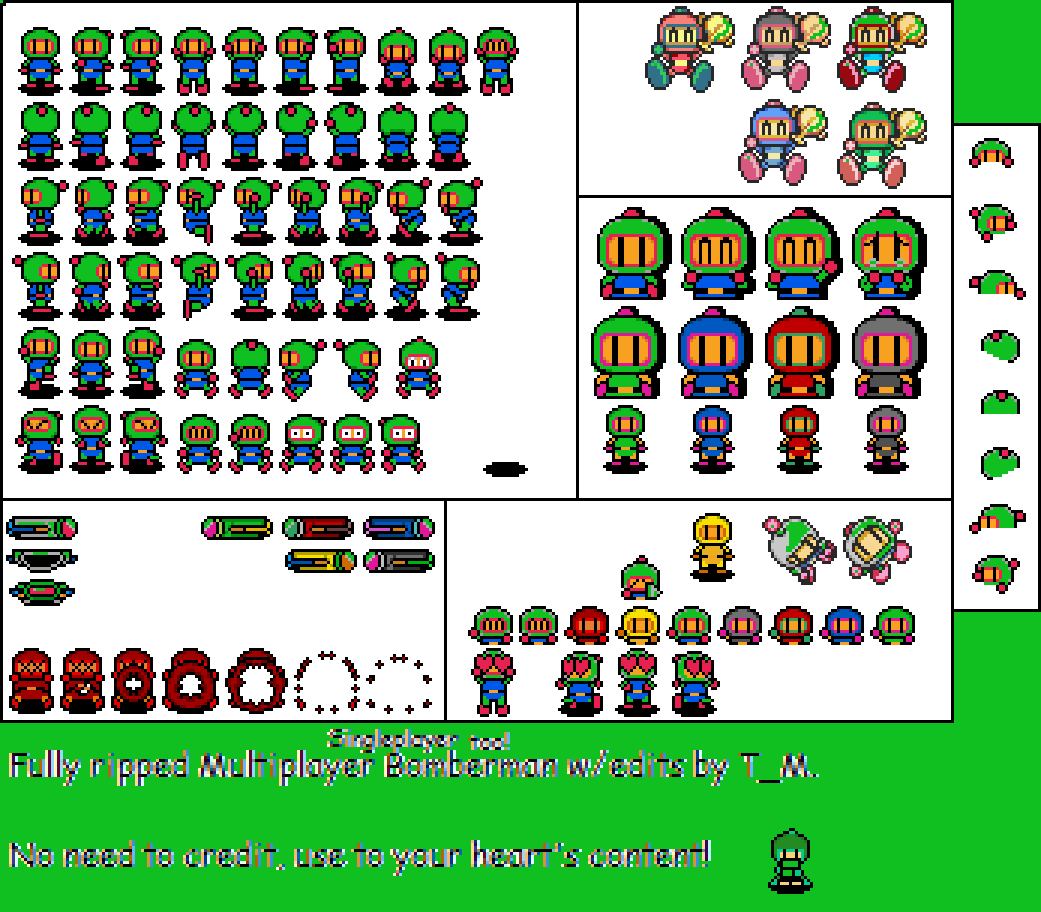 Singleplayer too!
Fully ripped Multiplayer Bomberman w/edits by T_M.
No need to credit, use to your heart's content!